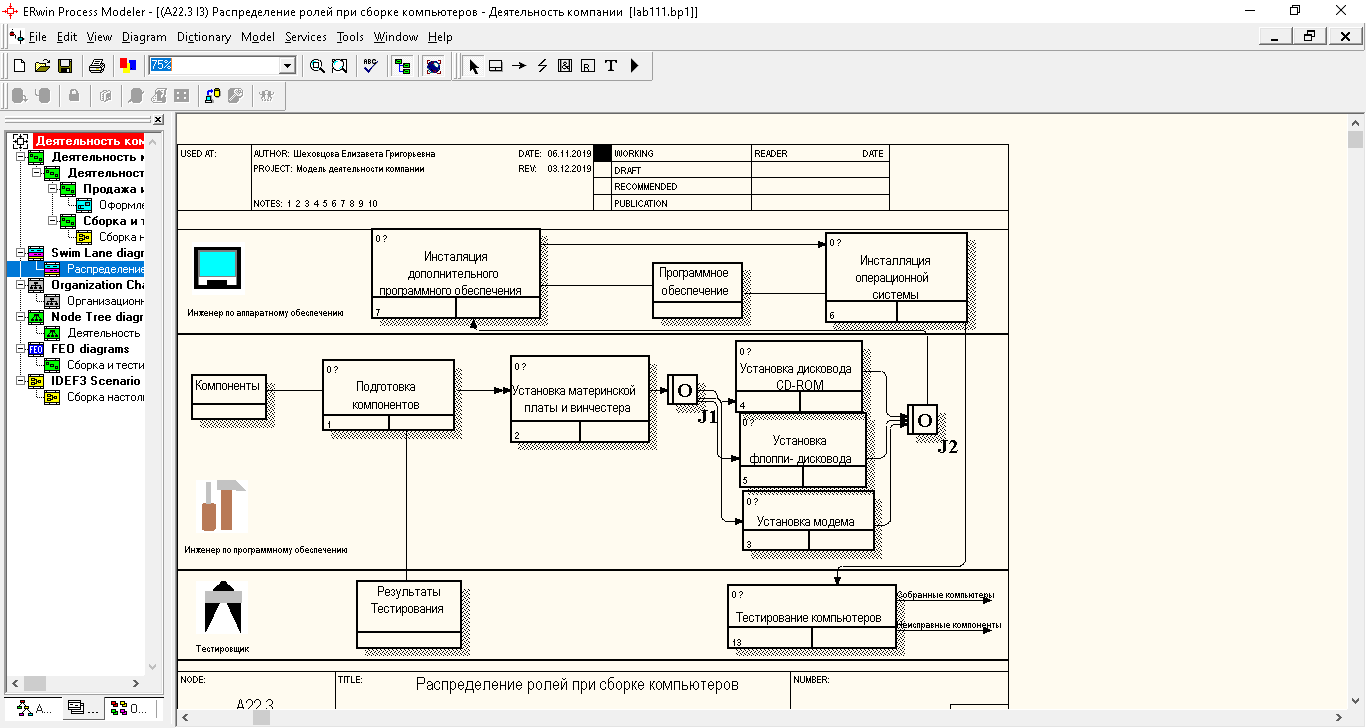 ERwin Process Modeler - [(A22.3 I3) Распределение ролей при сборке компьютеров - Деятельность компании [lab111.bp1]]
File Edit View Diagram Dictionary Model Services Tools Window Help
75%
ABC
R T
Деятельность ком
Деятельность к
Деятельност
Продажа и
Оформле
Сборка и т
Сборка н
Swim Lane diagr
Распределение
Organization Cha
Организационн
Node Tree diagr
Деятельность
FEO diagrams
Сборка и тести
IDEF3 Scenario
Сборка настоль
A...
...
O...
USED AT:
AUTHOR: Шеховцова Елизавета Григорьевна
DATE: 06.11.2019
PROJECT: Модель деятельности компании
REV: 03.12.2019
NOTES: 1 2 3 4 5 6 7 8 9 10
WORKING
DRAFT
RECOMMENDED
PUBLICATION
READER DATE
Инженер по аппаратному обеспечению
0 ?
Инсталяция
дополнительного
программного обеспечения
7
Программное
обеспечение
0 ?
Инсталляция
операционной
системы
6
Компоненты
0 ?
Подготовка
компонентов
1
0 ?
Установка материнской
платы и винчестера
2
O
J1
0 ?
Установка дисковода
CD-ROM
4
0 ?
Установка
флоппи- дисковода
5
0 ?
Установка модема
3
O
J2
Инженер по программному обеспечению
Тестировщик
Результаты
Тестирования
0 ?
Тестирование компьютеров
13
Собранные компьютеры
Неисправные компоненты
NODE:
A22.3
TITLE:
Распределение ролей при сборке компьютеров
NUMBER: